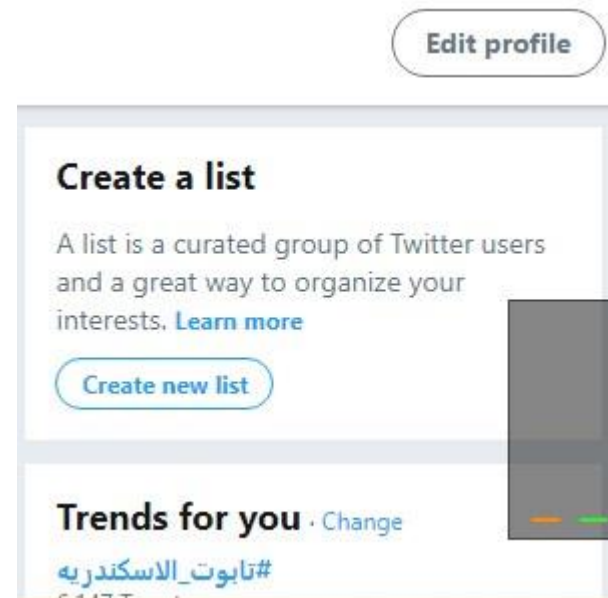 Edit profile
Create a list
A list is a curated group of Twitter users
and a great way to organize your
interests. Learn more
Create new list
Trends for you · Change
#تابوت_الاسكندريه